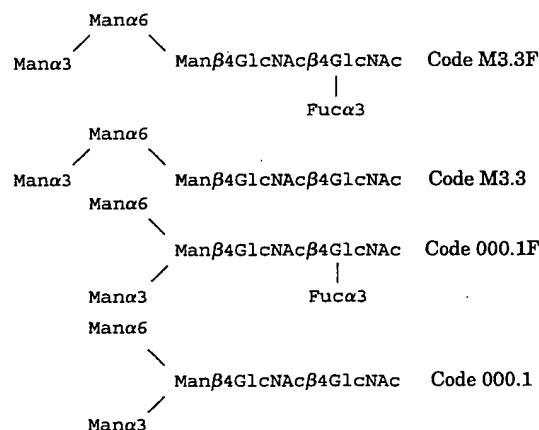 Manα6
Manα3 Manβ4GlcNAcβ4GlcNAc Code M3.3F
Fucα3
Manα6
Manα3 Manβ4GlcNAcβ4GlcNAc Code M3.3
Manα6
Manβ4GlcNAcβ4GlcNAc Code 000.1F
Manα3 Fucα3
Manα6
Manβ4GlcNAcβ4GlcNAc Code 000.1
Manα3